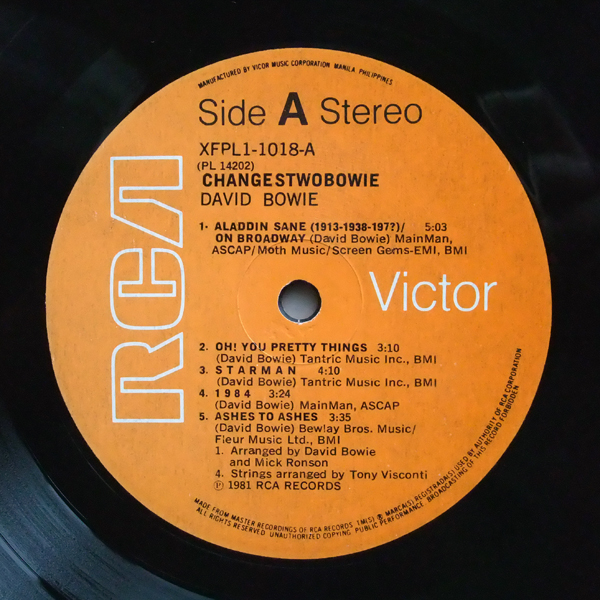 MANUFACTURED BY VICOR MUSIC CORPORATION MANILA PHILIPPINES
Side A Stereo
XFPL1-1018-A
(PL 14202)
CHANGESTWOBOWIE
DAVID BOWIE
1. ALADDIN SANE (1913-1938-197?)/ 5:03
ON BROADWAY (David Bowie) MainMan,
ASCAP/Moth Music/Screen Gems-EMI, BMI
RCA
Victor
2. OH! YOU PRETTY THINGS 3:10
(David Bowie) Tantric Music Inc., BMI
3. STARMAN 4:10
(David Bowie) Tantric Music Inc., BMI
4. 1984 3:24
(David Bowie) MainMan, ASCAP
5. ASHES TO ASHES 3:35
(David Bowie) Bewlay Bros. Music/
Fleur Music Ltd., BMI
1. Arranged by David Bowie
and Mick Ronson
4. Strings arranged by Tony Visconti
Ⓟ 1981 RCA RECORDS
MADE FROM MASTER RECORDINGS OF RCA RECORDS TM(S) ® MARCA(S) REGISTRADA(S) USED BY AUTHORITY OF RCA CORPORATION
ALL RIGHTS RESERVED UNAUTHORIZED COPYING PUBLIC PERFORMANCE BROADCASTING OF THIS RECORD FORBIDDEN